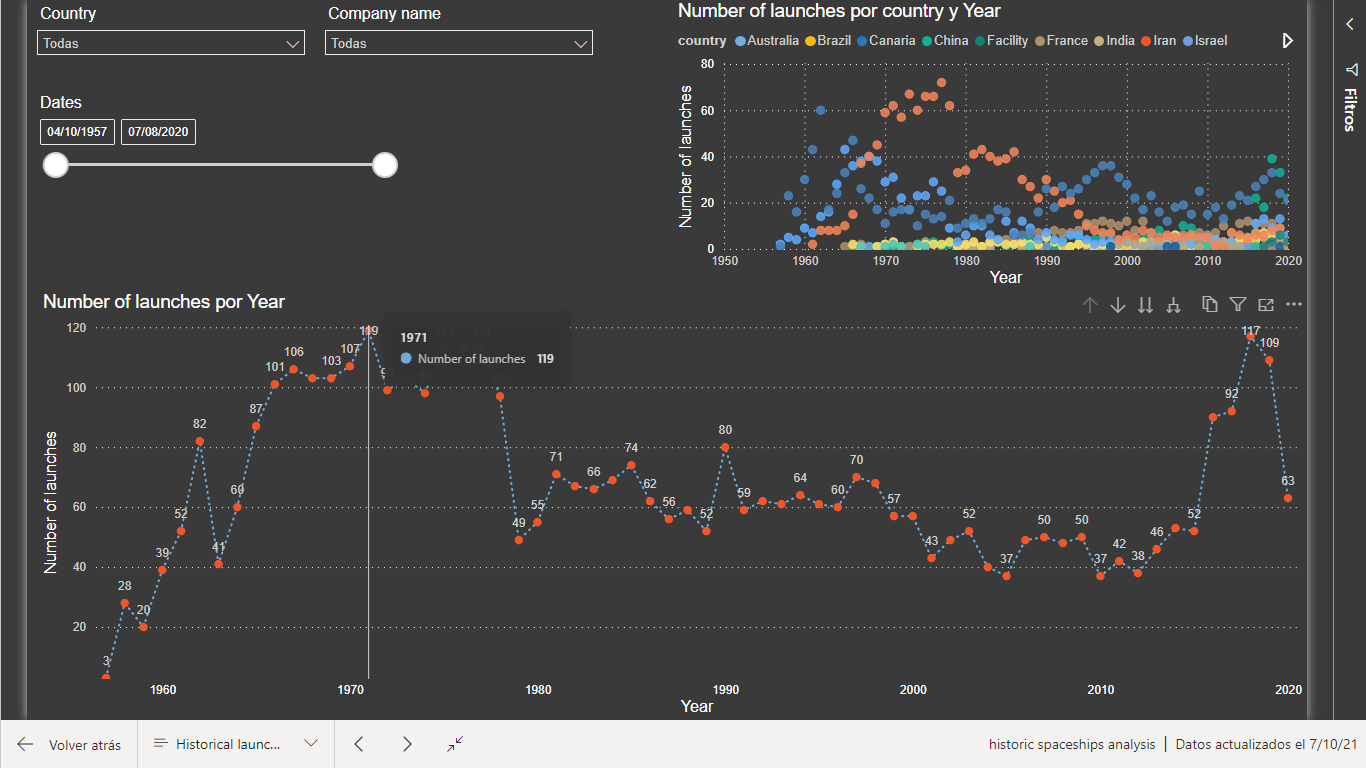 Country
Company name
Todas
Todas
Dates
04/10/1957
07/08/2020
Number of launches por country y Year
country Australia Brazil Canaria China Facility France India Iran Israel
Number of launches
80
60
40
20
0
1950 1960 1970 1980 1990 2000 2010 2020
Year
Filtros
Number of launches por Year
Number of launches
120
100
80
60
40
20
3
28
20
39
52
82
41
60
87
101
106
103
107
119
1971
Number of launches 119
49
55
71
66
74
62
56
52
80
59
64
60
70
57
43
52
37
50
50
37
42
38
46
52
92
117
109
63
1960 1970 1980 1990 2000 2010 2020
Year
Volver atrás
Historical launc...
historic spaceships analysis | Datos actualizados el 7/10/21